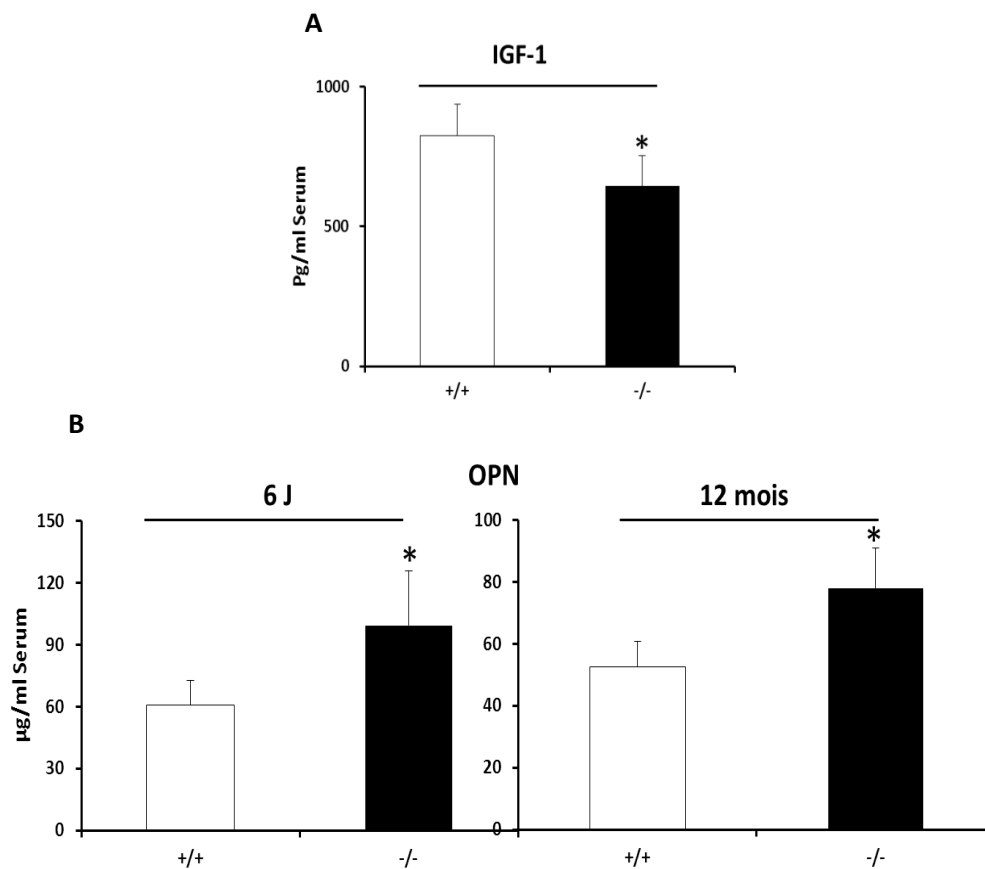 A
IGF-1
1000
*
500
0
Pg/ml Serum
+/+ -/-
B
OPN
6 J
150
*
120
90
60
30
0
µg/ml Serum
+/+ -/-
12 mois
100
*
80
60
40
20
0
+/+ -/-